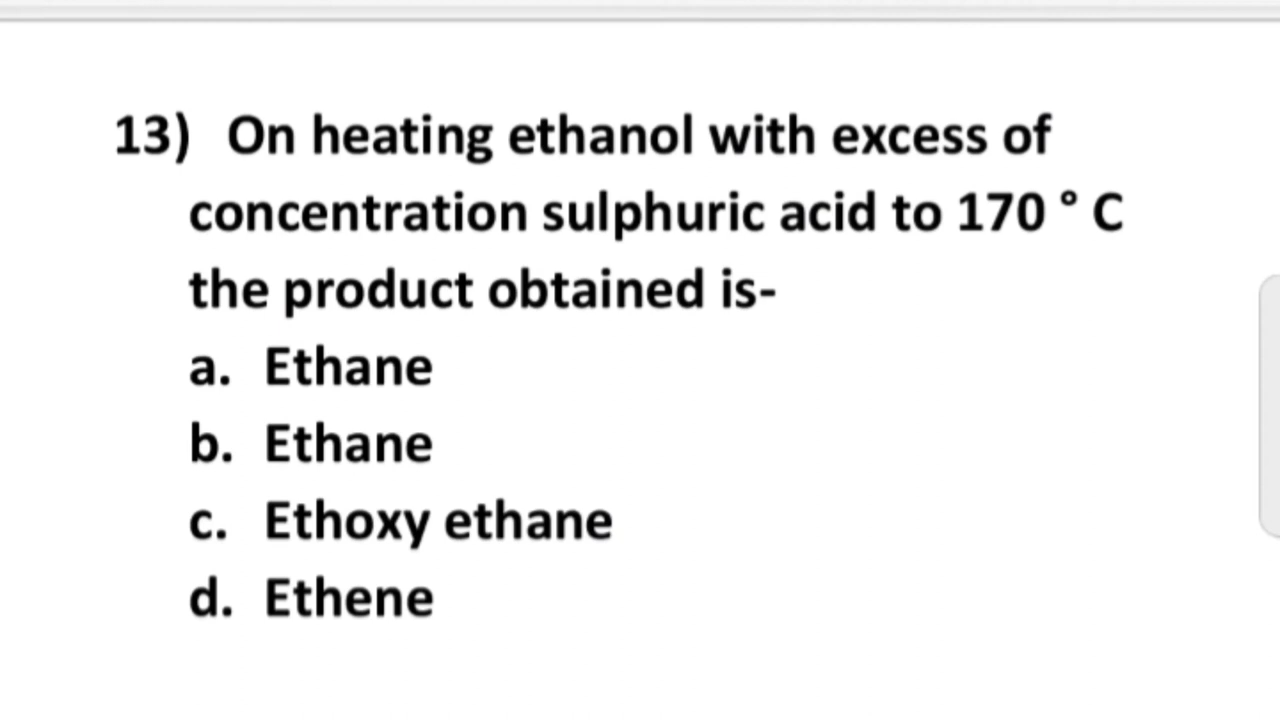 13) On heating ethanol with excess of
concentration sulphuric acid to 170 ° C
the product obtained is-
a. Ethane
b. Ethane
c. Ethoxy ethane
d. Ethene